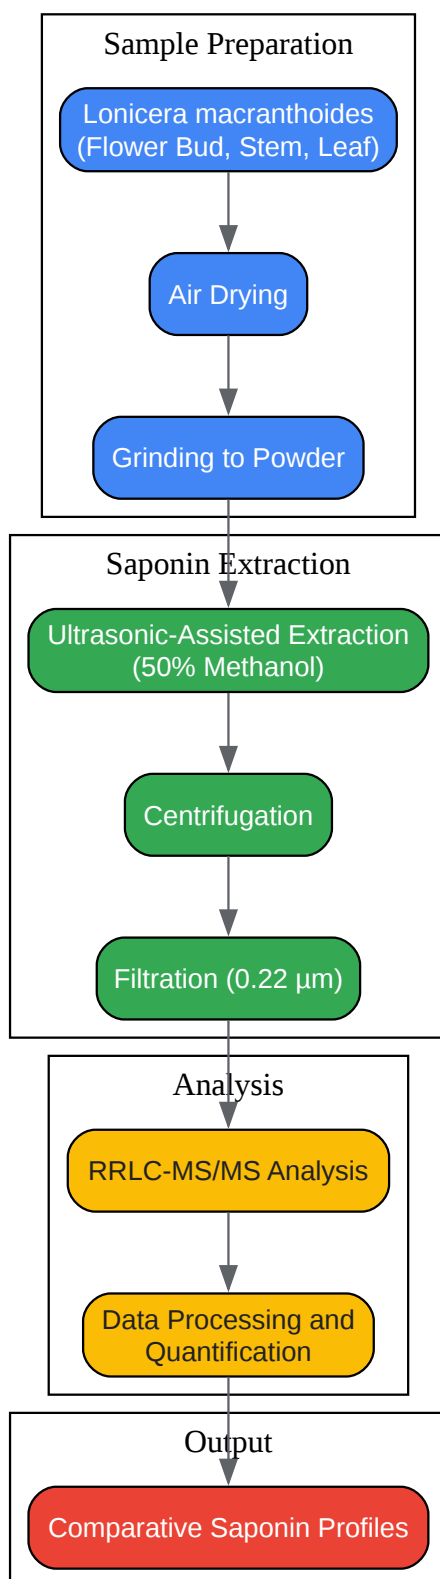 Sample Preparation
Lonicera macranthoides
(Flower Bud, Stem, Leaf)
Air Drying
Grinding to Powder
Saponin Extraction
Ultrasonic-Assisted Extraction
(50% Methanol)
Centrifugation
Filtration (0.22 µm)
Analysis
RRLC-MS/MS Analysis
Data Processing and
Quantification
Output
Comparative Saponin Profiles